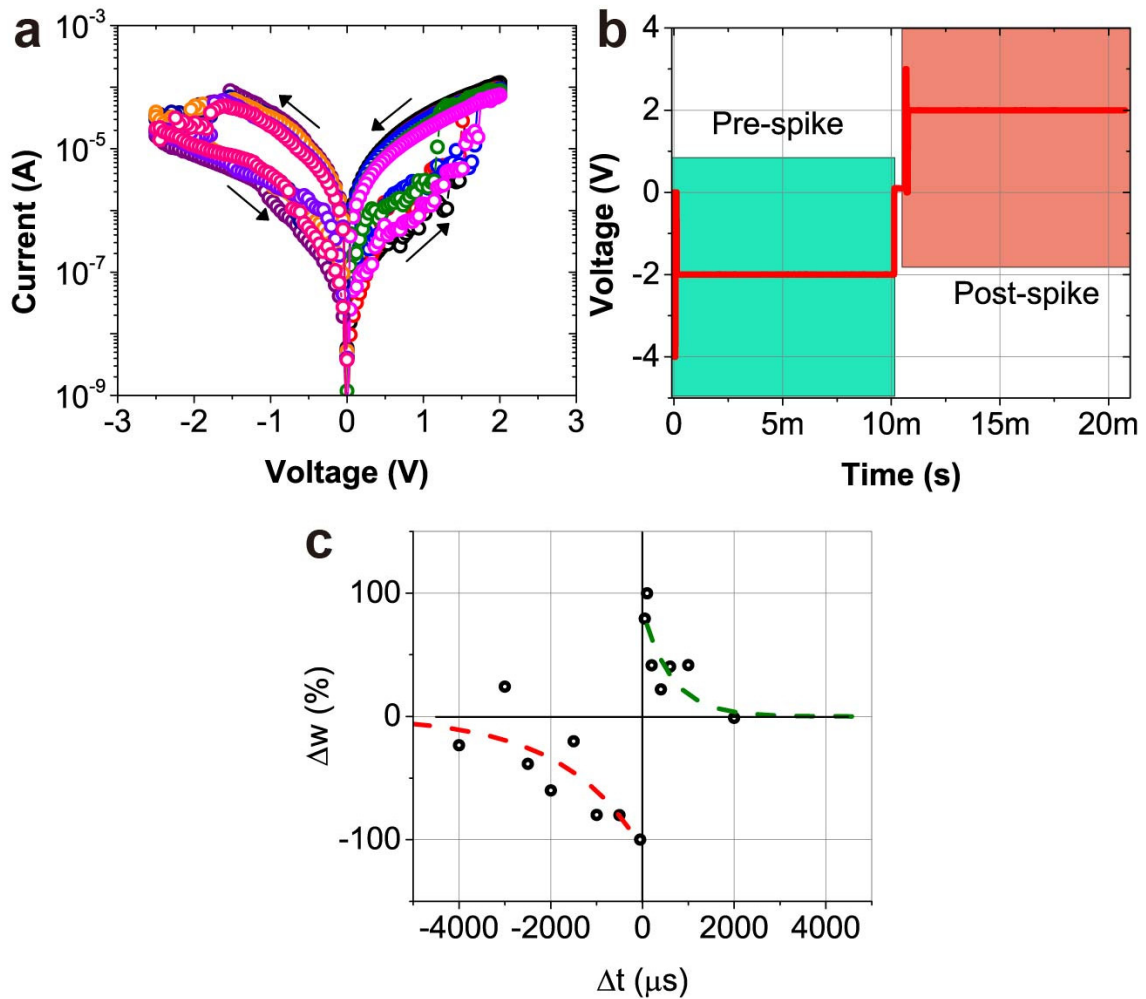 a
10⁻³
10⁻⁵
10⁻⁷
10⁻⁹
Current (A)
-3 -2 -1 0 1 2 3
Voltage (V)
b
4
2
0
-2
-4
Voltage (V)
Pre-spike
Post-spike
0 5m 10m 15m 20m
Time (s)
c
100
0
-100
Δw (%)
-4000 -2000 0 2000 4000
Δt (μs)